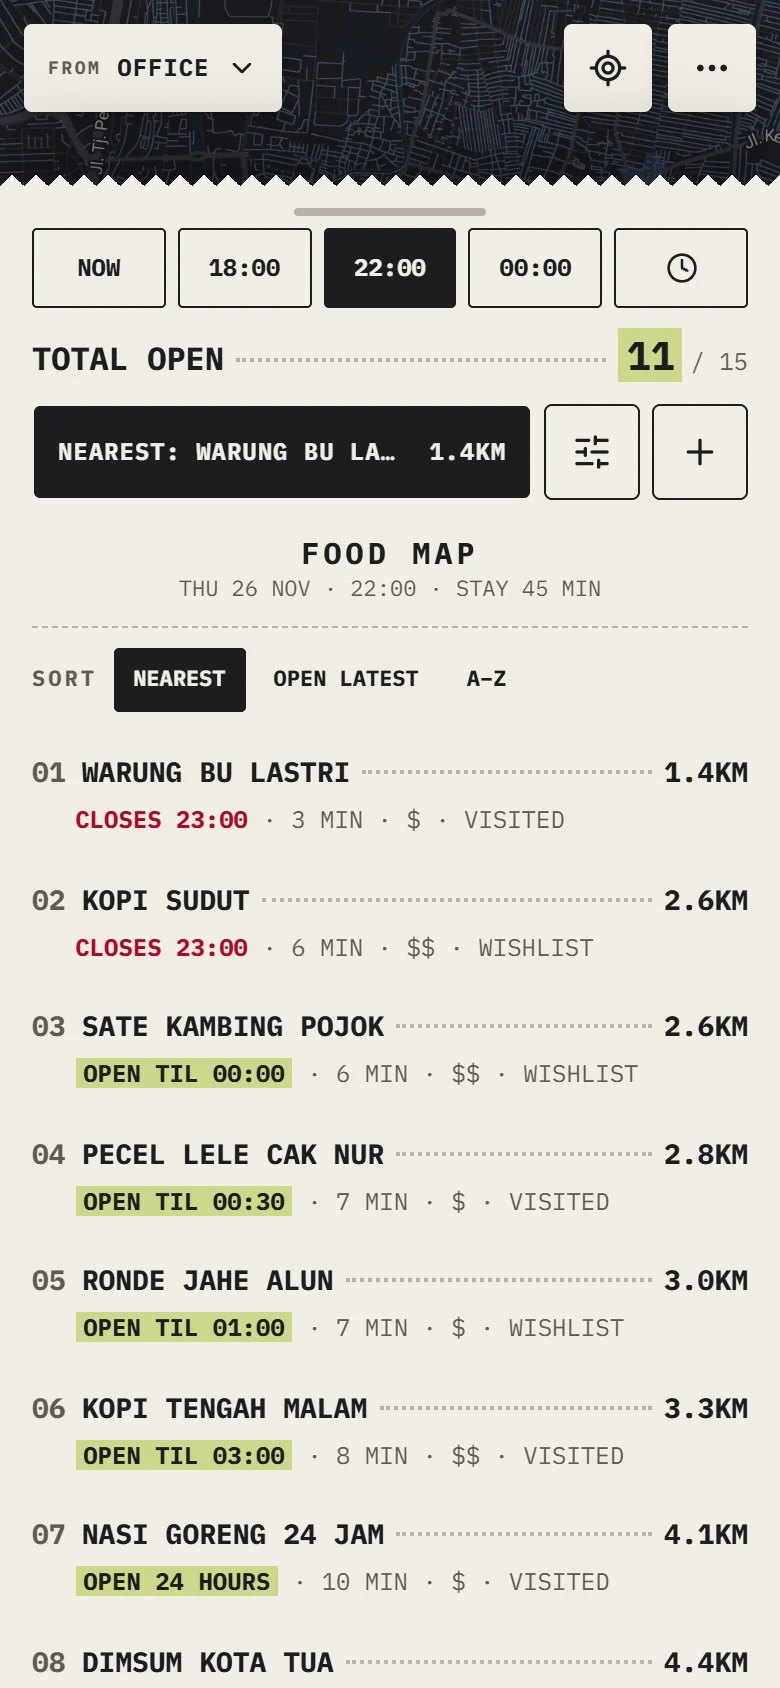 FROM OFFICE
Jl. Tj. Pe
Jl. Ke
NOW 18:00 22:00 00:00
TOTAL OPEN 11 / 15
NEAREST: WARUNG BU LA… 1.4KM
FOOD MAP
THU 26 NOV · 22:00 · STAY 45 MIN
SORT NEAREST OPEN LATEST A–Z
01 WARUNG BU LASTRI 1.4KM
CLOSES 23:00 · 3 MIN · $ · VISITED
02 KOPI SUDUT 2.6KM
CLOSES 23:00 · 6 MIN · $$ · WISHLIST
03 SATE KAMBING POJOK 2.6KM
OPEN TIL 00:00 · 6 MIN · $$ · WISHLIST
04 PECEL LELE CAK NUR 2.8KM
OPEN TIL 00:30 · 7 MIN · $ · VISITED
05 RONDE JAHE ALUN 3.0KM
OPEN TIL 01:00 · 7 MIN · $ · WISHLIST
06 KOPI TENGAH MALAM 3.3KM
OPEN TIL 03:00 · 8 MIN · $$ · VISITED
07 NASI GORENG 24 JAM 4.1KM
OPEN 24 HOURS · 10 MIN · $ · VISITED
08 DIMSUM KOTA TUA 4.4KM